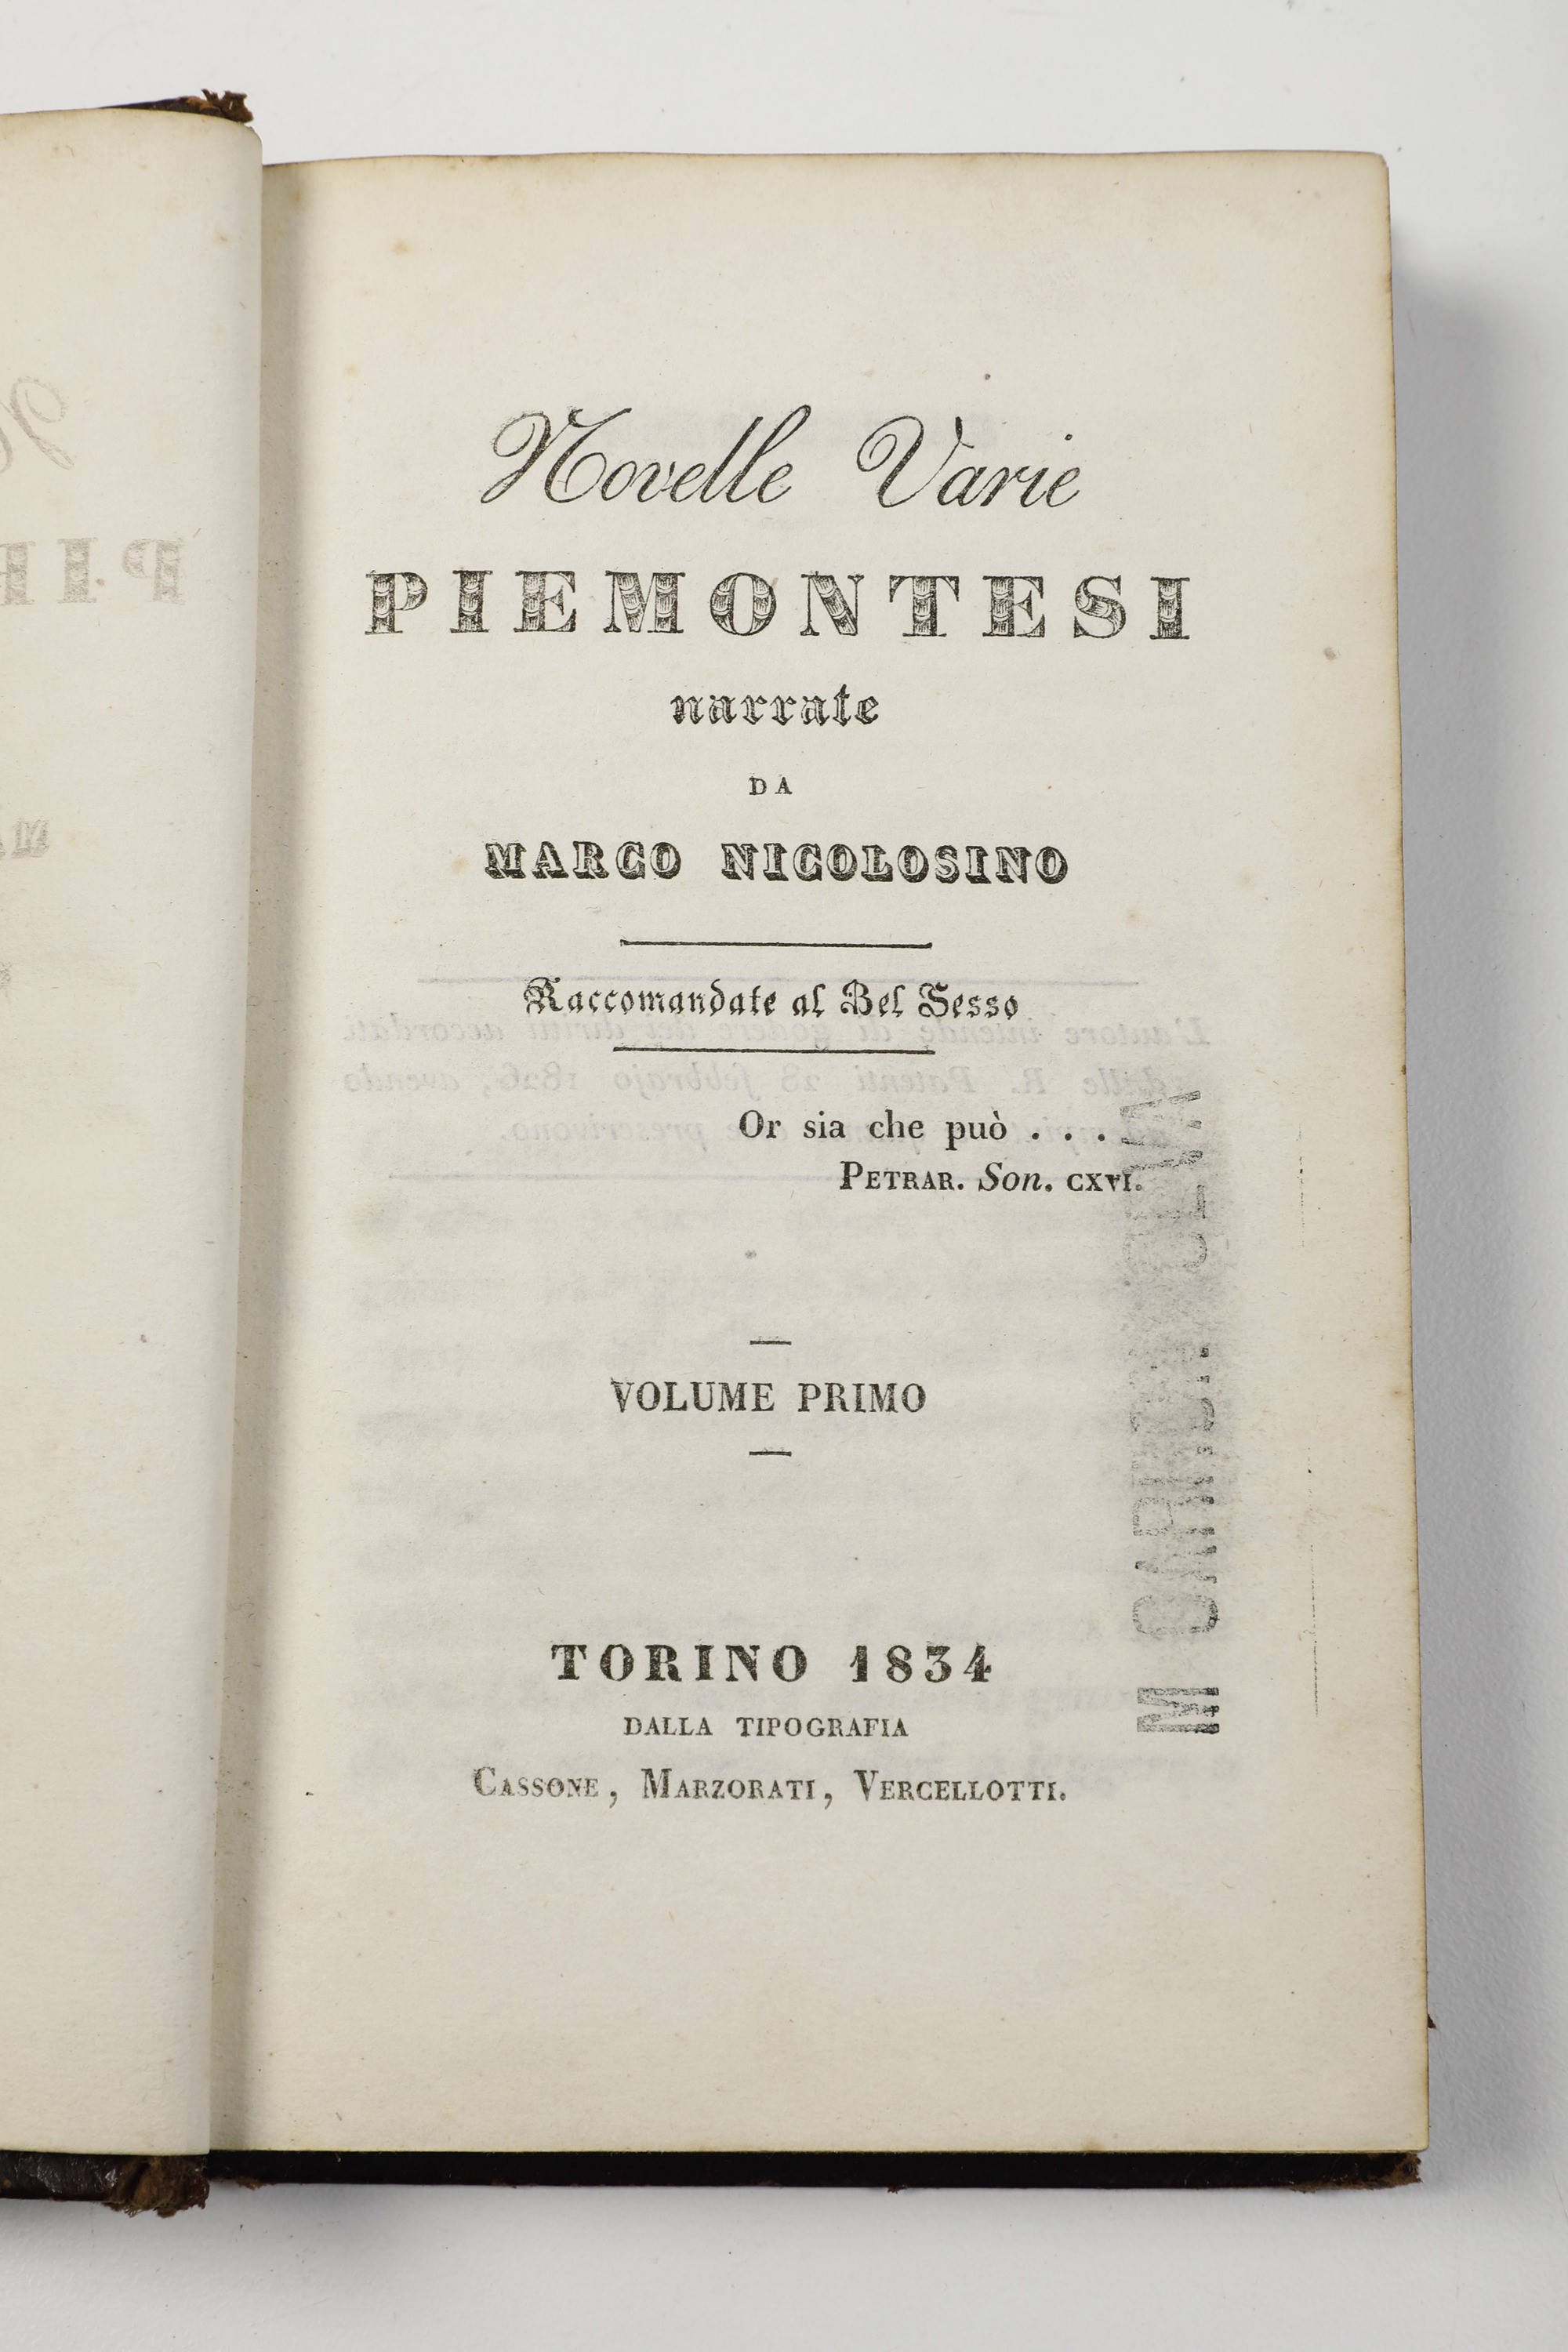 Novelle Varie
PIEMONTESI
narrate
DA
MARCO NICOLOSINO
Raccomandate al Bel Sesso
Or sia che può . . .
PETRAR. Son. CXVI.
VOLUME PRIMO
TORINO 1834
DALLA TIPOGRAFIA
CASSONE, MARZORATI, VERCELLOTTI.